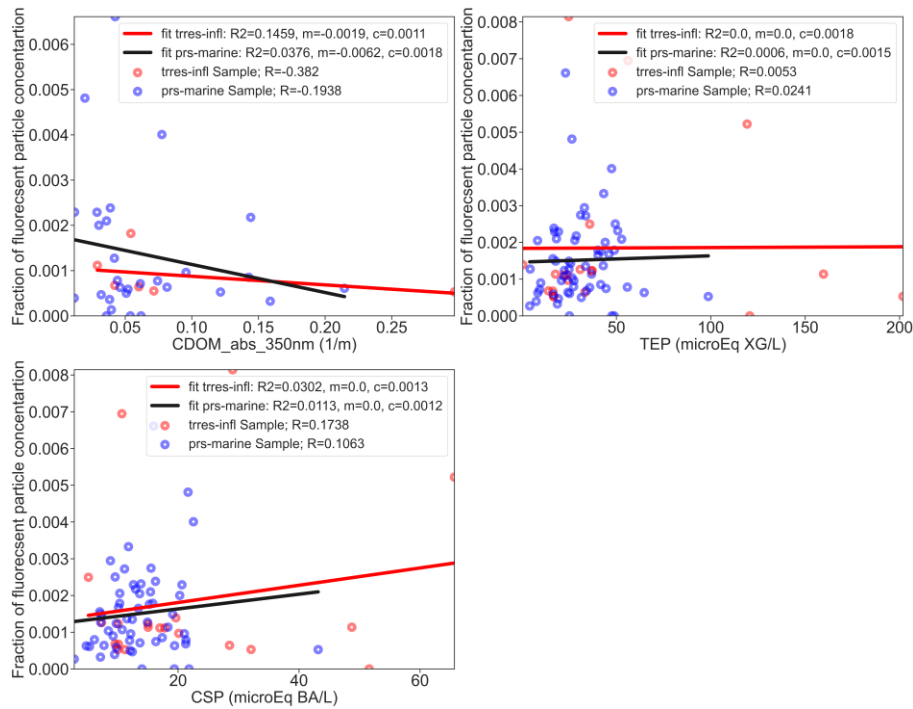 fit trres-infl: R2=0.1459, m=-0.0019, c=0.0011
fit prs-marine: R2=0.0376, m=-0.0062, c=0.0018
trres-infl Sample; R=-0.382
prs-marine Sample; R=-0.1938
Fraction of fluorecsent particle concentartion
0.006
0.005
0.004
0.003
0.002
0.001
0.000
0.05 0.10 0.15 0.20 0.25
CDOM_abs_350nm (1/m)
fit trres-infl: R2=0.0, m=0.0, c=0.0018
fit prs-marine: R2=0.0006, m=0.0, c=0.0015
trres-infl Sample; R=0.0053
prs-marine Sample; R=0.0241
Fraction of fluorecsent particle concentartion
0.008
0.007
0.006
0.005
0.004
0.003
0.002
0.001
0.000
50 100 150 200
TEP (microEq XG/L)
fit trres-infl: R2=0.0302, m=0.0, c=0.0013
fit prs-marine: R2=0.0113, m=0.0, c=0.0012
trres-infl Sample; R=0.1738
prs-marine Sample; R=0.1063
Fraction of fluorecsent particle concentartion
0.008
0.007
0.006
0.005
0.004
0.003
0.002
0.001
0.000
20 40 60
CSP (microEq BA/L)